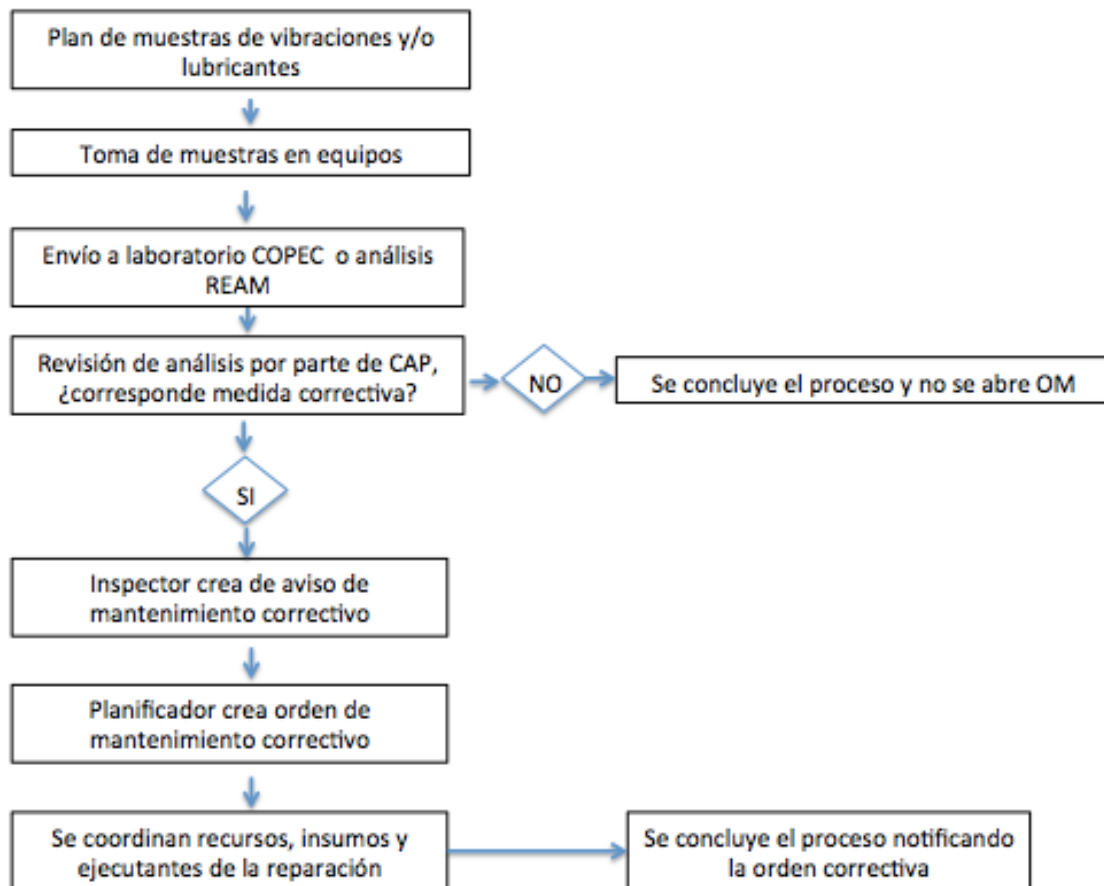 Plan de muestras de vibraciones y/o
lubricantes
Toma de muestras en equipos
Envío a laboratorio COPEC o análisis
REAM
Revisión de análisis por parte de CAP,
¿corresponde medida correctiva?
NO
Se concluye el proceso y no se abre OM
SI
Inspector crea de aviso de
mantenimiento correctivo
Planificador crea orden de
mantenimiento correctivo
Se coordinan recursos, insumos y
ejecutantes de la reparación
Se concluye el proceso notificando
la orden correctiva